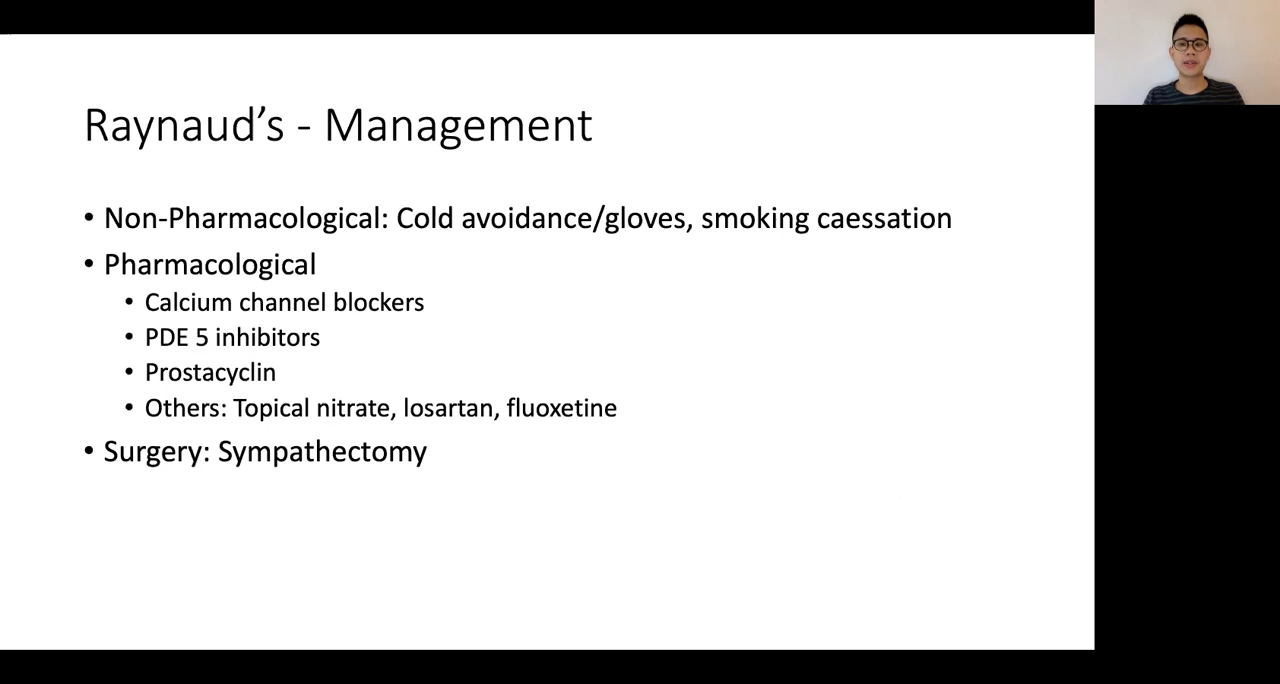 Raynaud’s - Management
• Non-Pharmacological: Cold avoidance/gloves, smoking caessation
• Pharmacological
• Calcium channel blockers
• PDE 5 inhibitors
• Prostacyclin
• Others: Topical nitrate, losartan, fluoxetine
• Surgery: Sympathectomy